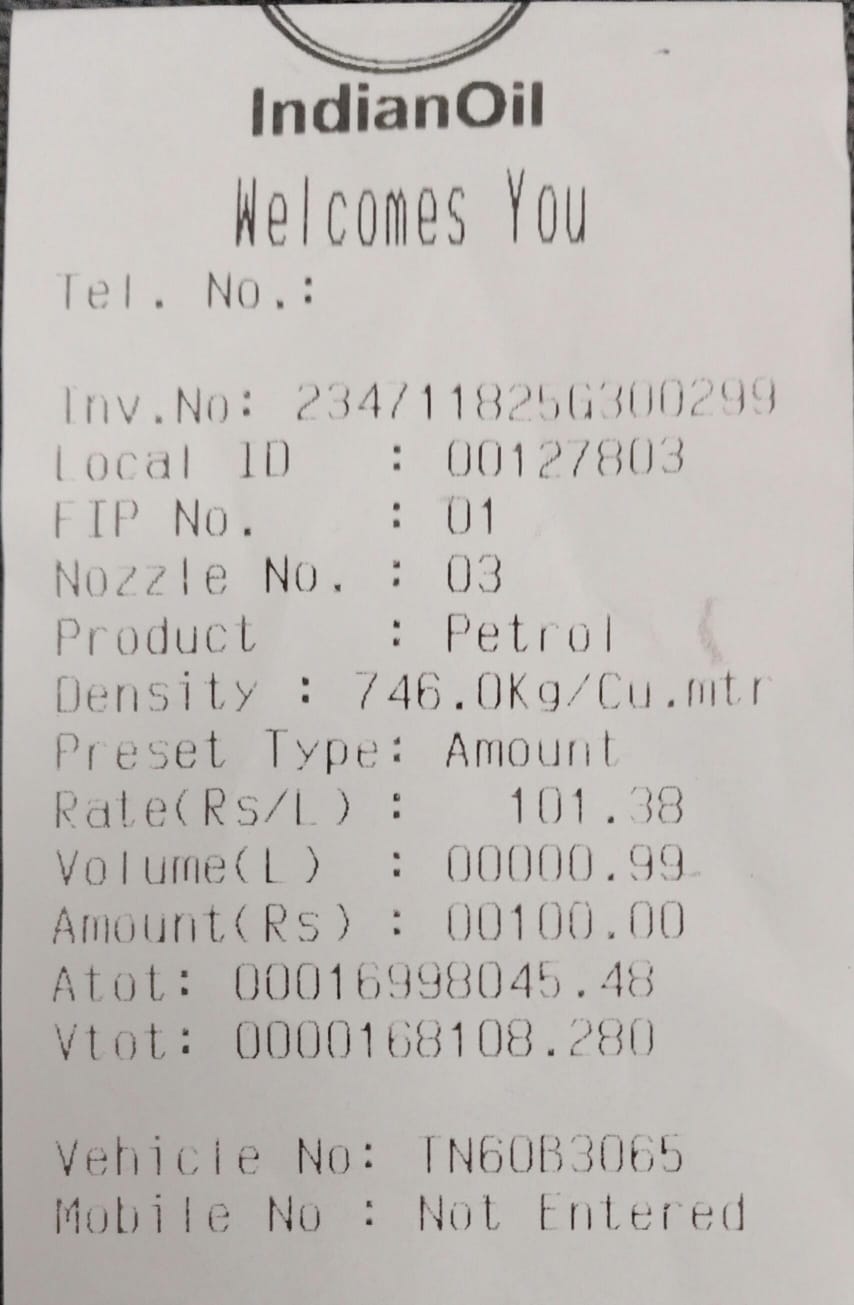 IndianOil
Welcomes You
Tel. No.:
Inv.No: 234711825G300299
Local ID : 00127803
FIP No. : 01
Nozzle No. : 03
Product : Petrol
Density : 746.0Kg/Cu.mtr
Preset Type: Amount
Rate(Rs/L) : 101.38
Volume(L) : 00000.99
Amount(Rs) : 00100.00
Atot: 00016998045.48
Vtot: 0000168108.280
Vehicle No: TN60B3065
Mobile No : Not Entered